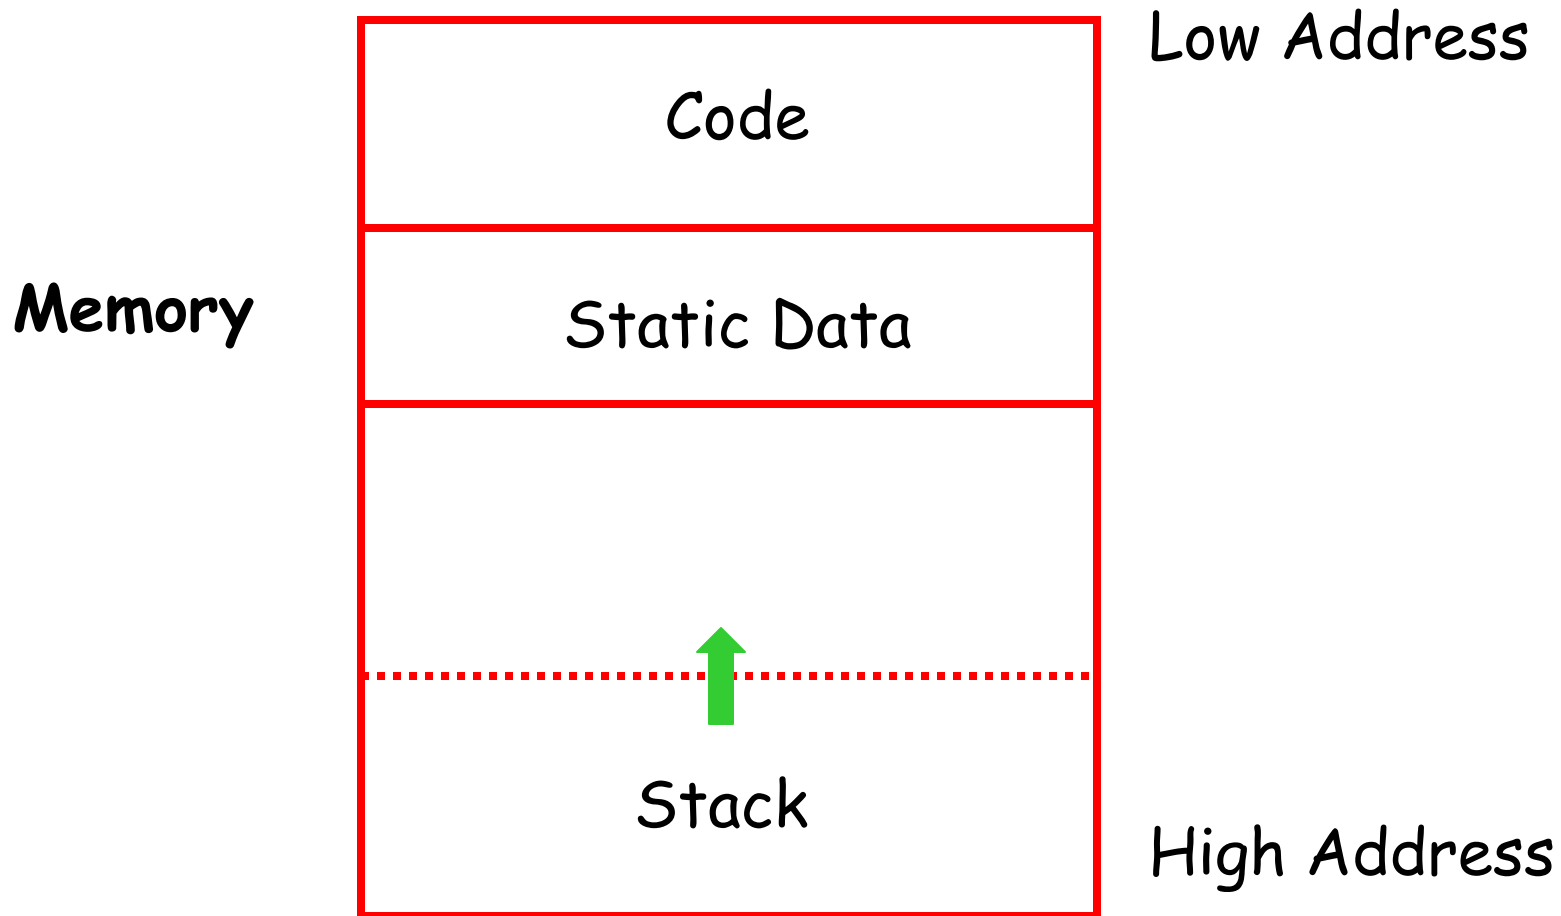 Low Address
Code
Memory
Static Data
Stack
High Address